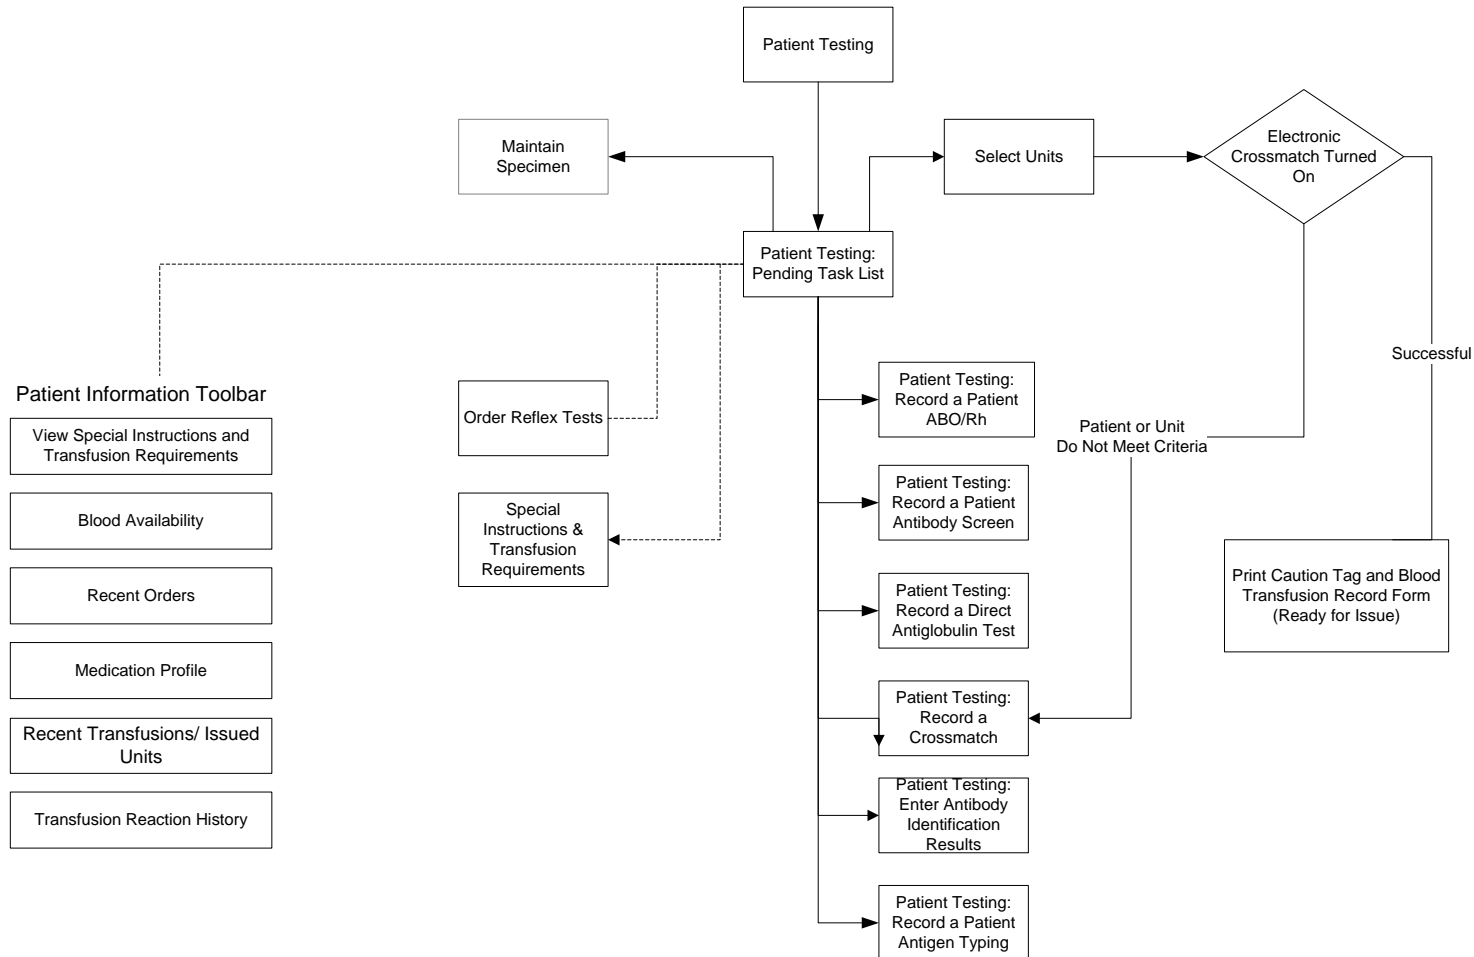 Patient Testing
Maintain
Specimen
Select Units
Electronic
Crossmatch Turned
On
Patient Testing:
Pending Task List
Successful
Patient Information Toolbar
View Special Instructions and
Transfusion Requirements
Blood Availability
Recent Orders
Medication Profile
Recent Transfusions/ Issued
Units
Transfusion Reaction History
Order Reflex Tests
Special
Instructions &
Transfusion
Requirements
Patient Testing:
Record a Patient
ABO/Rh
Patient Testing:
Record a Patient
Antibody Screen
Patient Testing:
Record a Direct
Antiglobulin Test
Patient Testing:
Record a
Crossmatch
Patient Testing:
Enter Antibody
Identification
Results
Patient Testing:
Record a Patient
Antigen Typing
Patient or Unit
Do Not Meet Criteria
Print Caution Tag and Blood
Transfusion Record Form
(Ready for Issue)